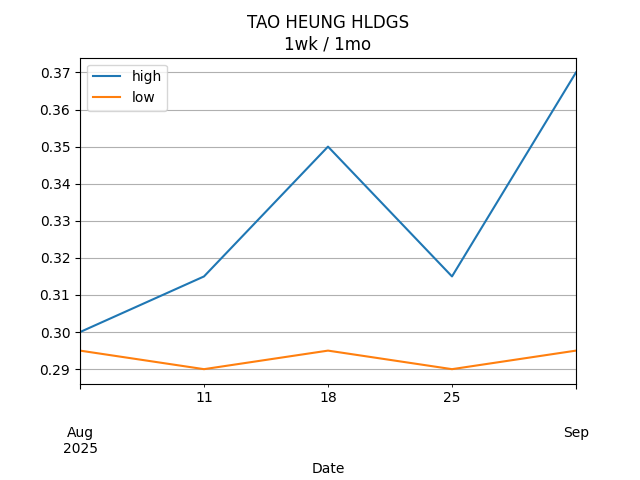 TAO HEUNG HLDGS
1wk / 1mo
high
low
0.37
0.36
0.35
0.34
0.33
0.32
0.31
0.30
0.29
11
18
25
Aug
2025
Sep
Date